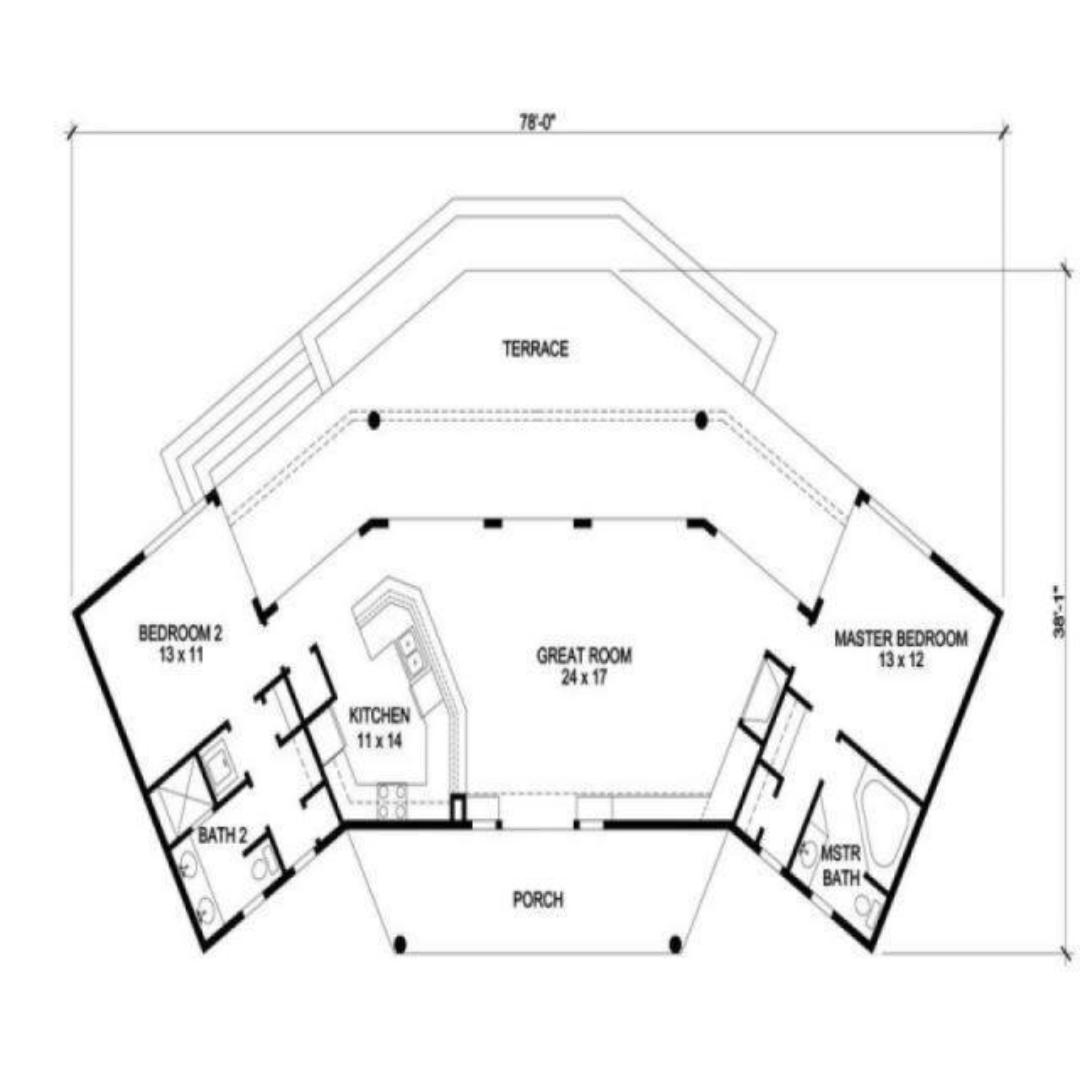 78'-0"
TERRACE
38'-1"
BEDROOM 2
13 x 11
MASTER BEDROOM
13 x 12
GREAT ROOM
24 x 17
KITCHEN
11 x 14
BATH 2
MSTR
BATH
PORCH